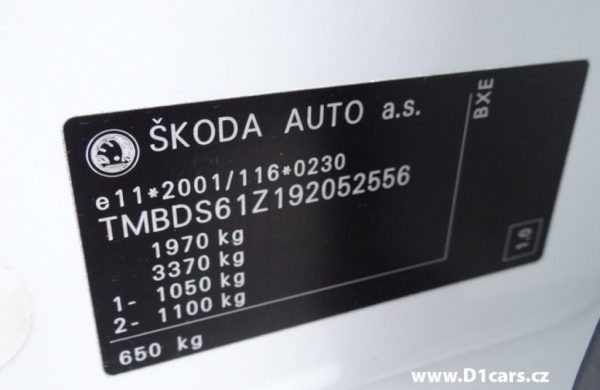 ŠKODA AUTO a.s.
BXE
e11*2001/116*0230
TMBDS61Z192052556
1970 kg
3370 kg
1- 1050 kg
2- 1100 kg
1.0
650 kg
www.D1cars.cz